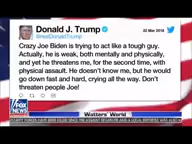 Donald J. Trump
@realDonaldTrump
22 Mar 2018
Crazy Joe Biden is trying to act like a tough guy.
Actually, he is weak, both mentally and physically,
and yet he threatens me, for the second time, with
physical assault. He doesn't know me, but he would
go down fast and hard, crying all the way. Don't
threaten people Joe!
FOX
NEWS
Watters' World